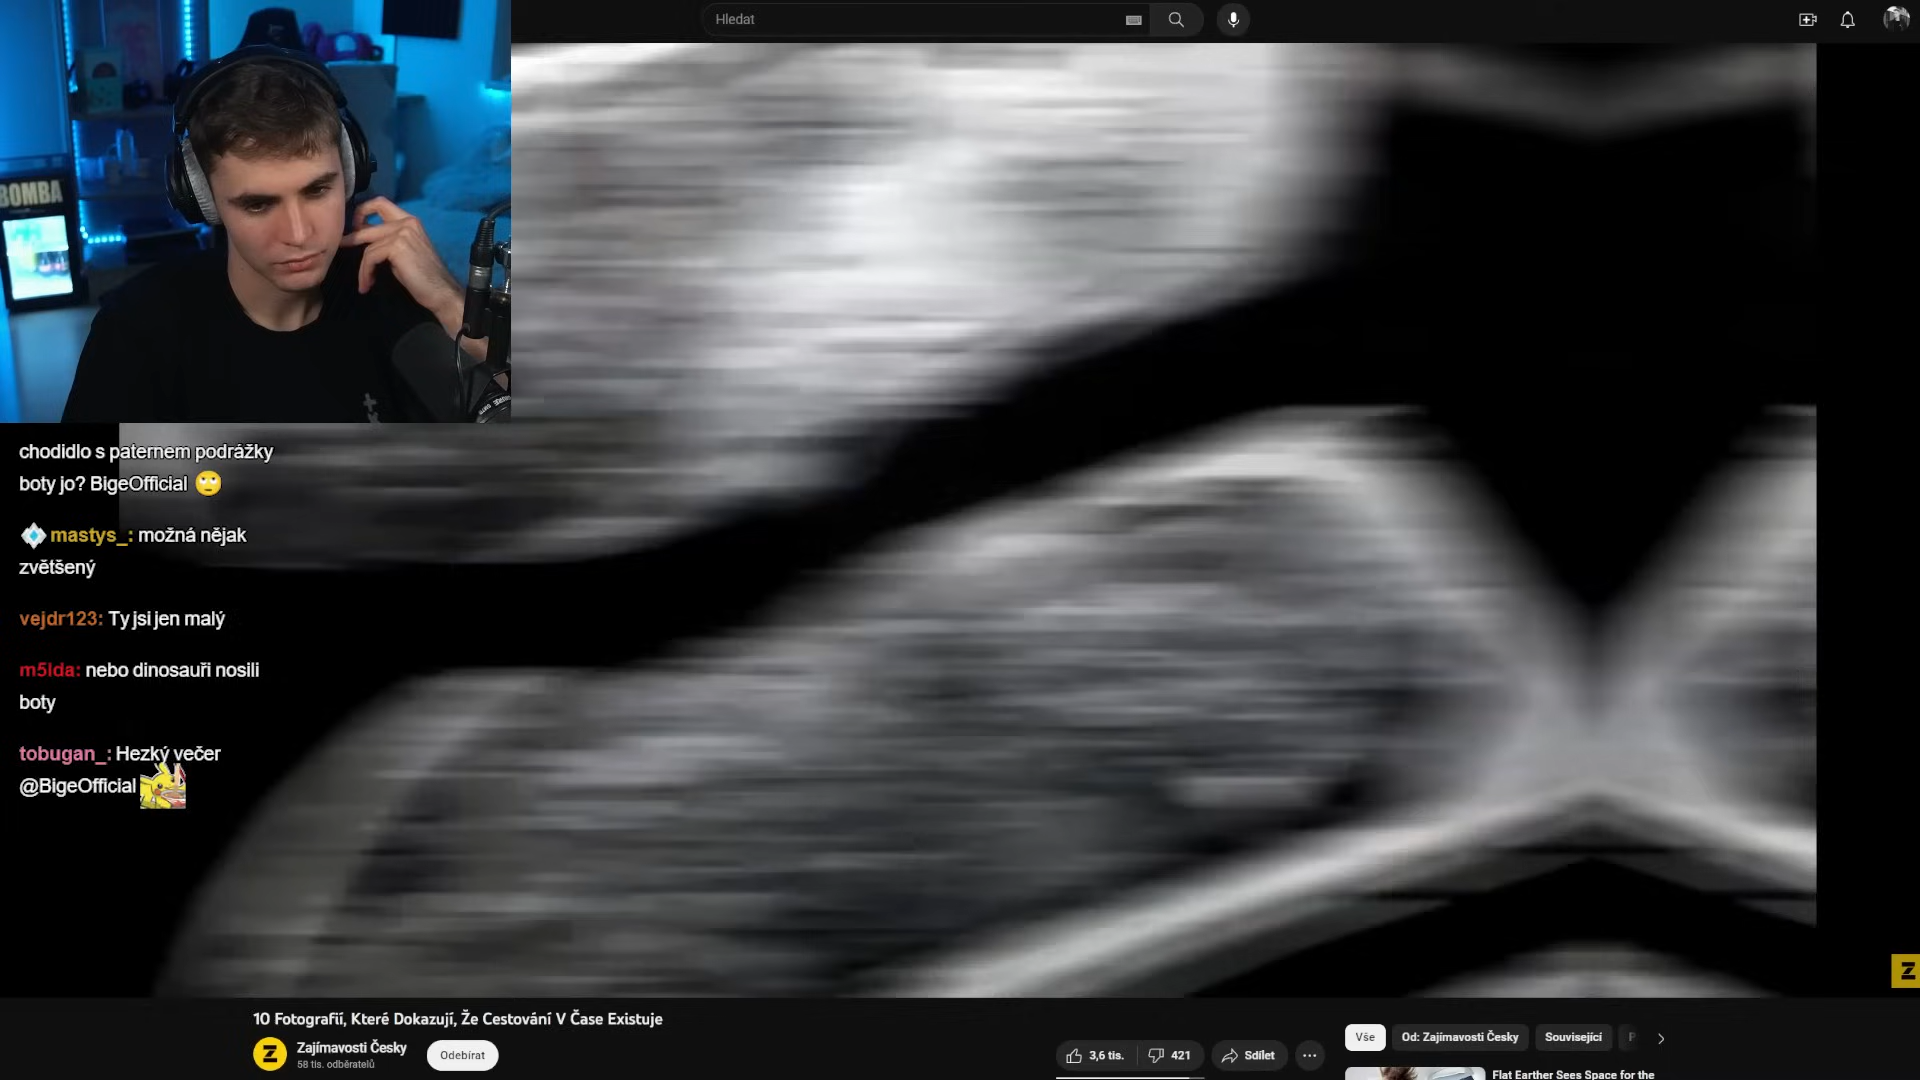 Hledat
BOMBA
chodidlo s paternem podrážky
boty jo? BigeOfficial
mastys_: možná nějak
zvětšený
vejdr123: Ty jsi jen malý
m5lda: nebo dinosauři nosili
boty
tobugan_: Hezký večer
@BigeOfficial
Z
10 Fotografií, Které Dokazují, Že Cestování V Čase Existuje
Z
Zajímavosti Česky
58 tis. odběratelů
Odebírat
3,6 tis.
421
Sdílet
Vše
Od: Zajímavosti Česky
Související
Flat Earther Sees Space for the